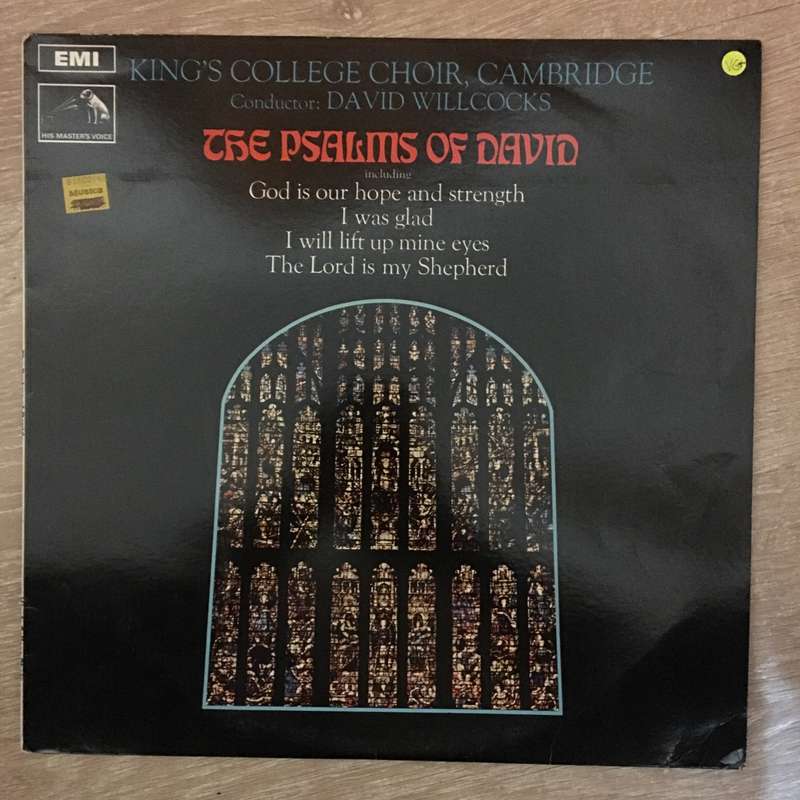 EMI
HIS MASTER'S VOICE
KING'S COLLEGE CHOIR, CAMBRIDGE
Conductor: DAVID WILLCOCKS
THE PSALMS OF DAVID
including
God is our hope and strength
I was glad
I will lift up mine eyes
The Lord is my Shepherd
VG+